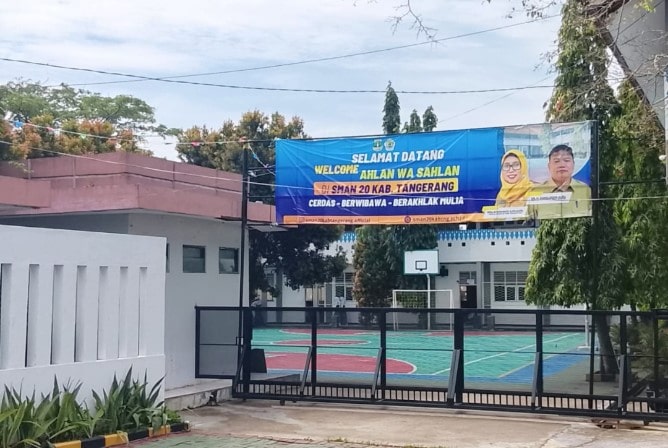 SELAMAT DATANG
WELCOME AHLAN WA SAHLAN
DI SMAN 20 KAB. TANGERANG
CERDAS - BERWIBAWA - BERAKHLAK MULIA